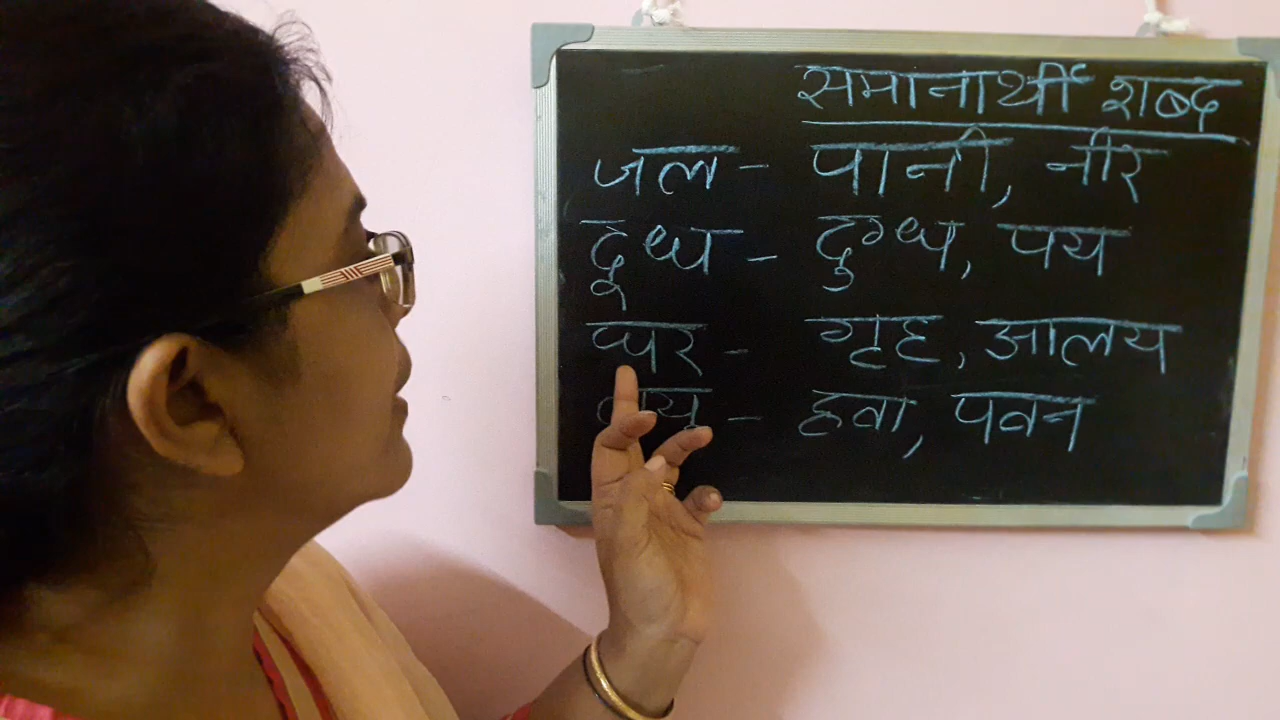 समानार्थी शब्द
जल - पानी, नीर
दूध - दुग्ध, पय
घर - गृह, आलय
वायु - हवा, पवन